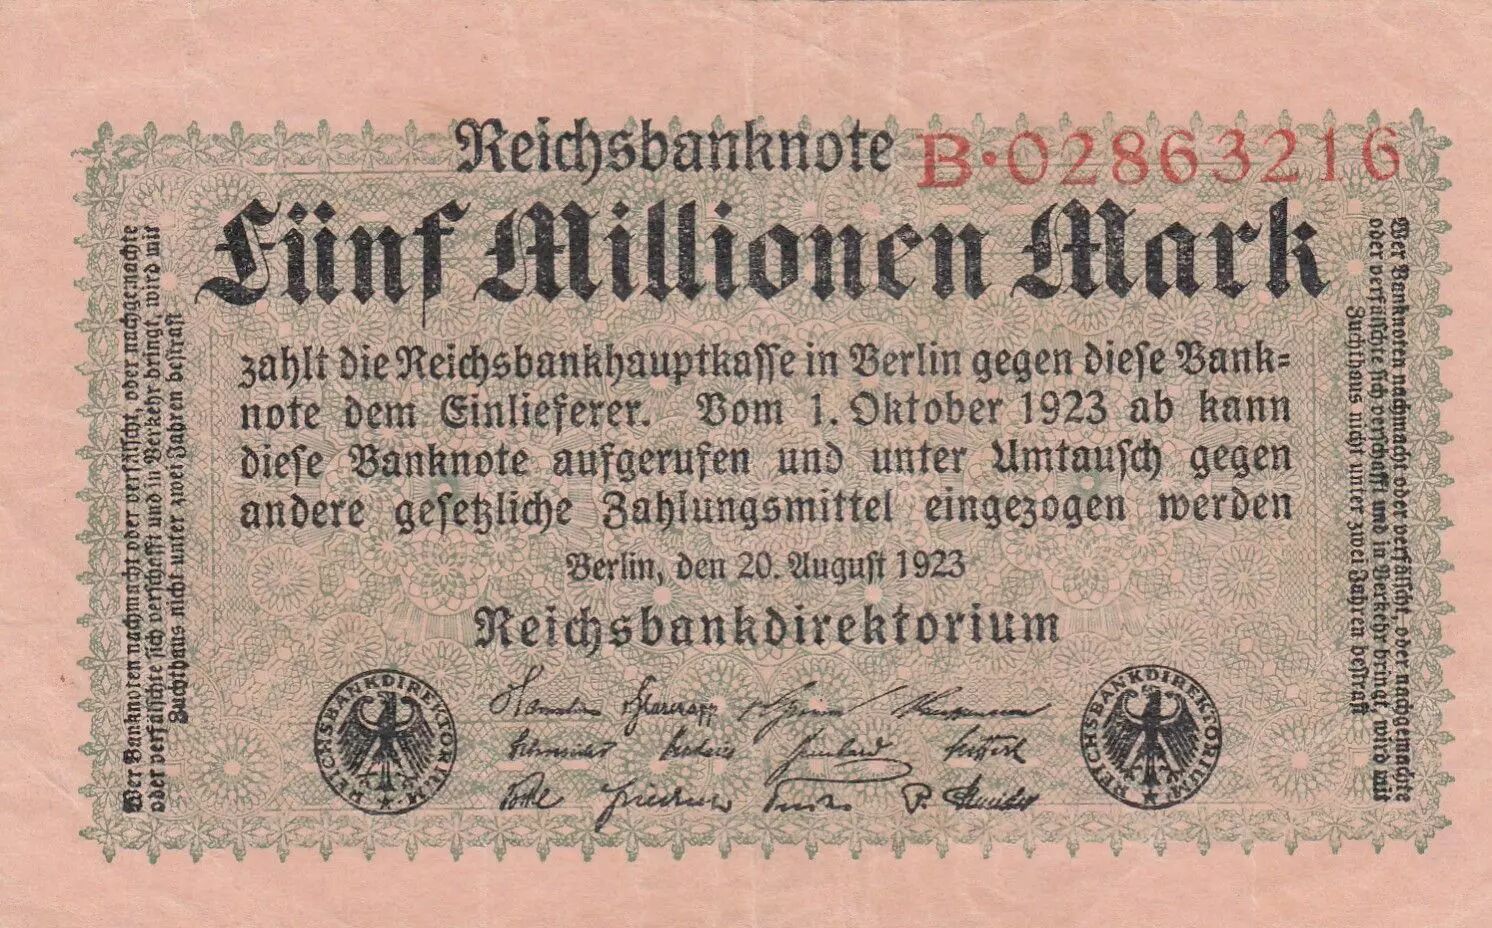 Reichsbanknote B·02863216
Fünf Millionen Mark
zahlt die Reichsbankhauptkasse in Berlin gegen diese Bank=
note dem Einlieferer. Vom 1. Oktober 1923 ab kann
diese Banknote aufgerufen und unter Umtausch gegen
andere gesetzliche Zahlungsmittel eingezogen werden
Berlin, den 20. August 1923
Reichsbankdirektorium
REICHSBANKDIREKTORIUM
REICHSBANKDIREKTORIUM
Wer Banknoten nachmacht oder verfälscht, oder nachgemachte
oder verfälschte sich verschafft und in Verkehr bringt, wird mit
Zuchthaus nicht unter zwei Jahren bestraft
Wer Banknoten nachmacht oder verfälscht, oder nachgemachte
oder verfälschte sich verschafft und in Verkehr bringt, wird mit
Zuchthaus nicht unter zwei Jahren bestraft